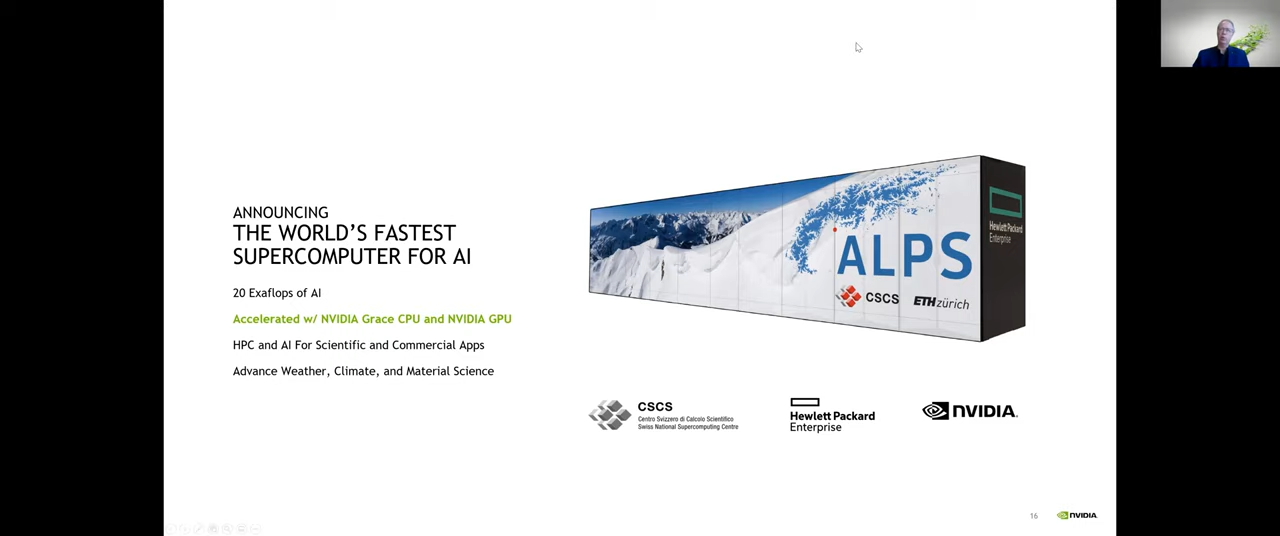 ANNOUNCING
THE WORLD'S FASTEST
SUPERCOMPUTER FOR AI
20 Exaflops of AI
Accelerated w/ NVIDIA Grace CPU and NVIDIA GPU
HPC and AI For Scientific and Commercial Apps
Advance Weather, Climate, and Material Science
ALPS
CSCS
ETH zürich
Hewlett Packard
Enterprise
CSCS
Centro Svizzero di Calcolo Scientifico
Swiss National Supercomputing Centre
Hewlett Packard
Enterprise
NVIDIA.
16
NVIDIA.